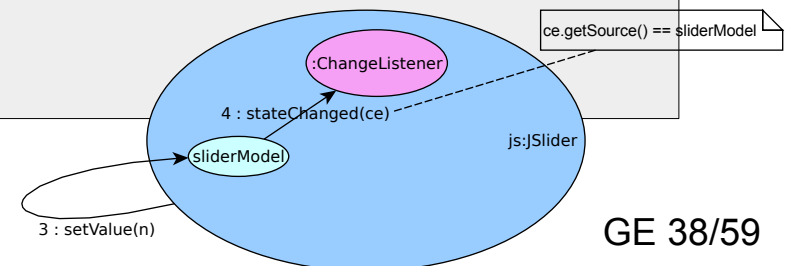 ce.getSource() == sliderModel
:ChangeListener
4 : stateChanged(ce)
js:JSlider
sliderModel
3 : setValue(n)
GE 38/59